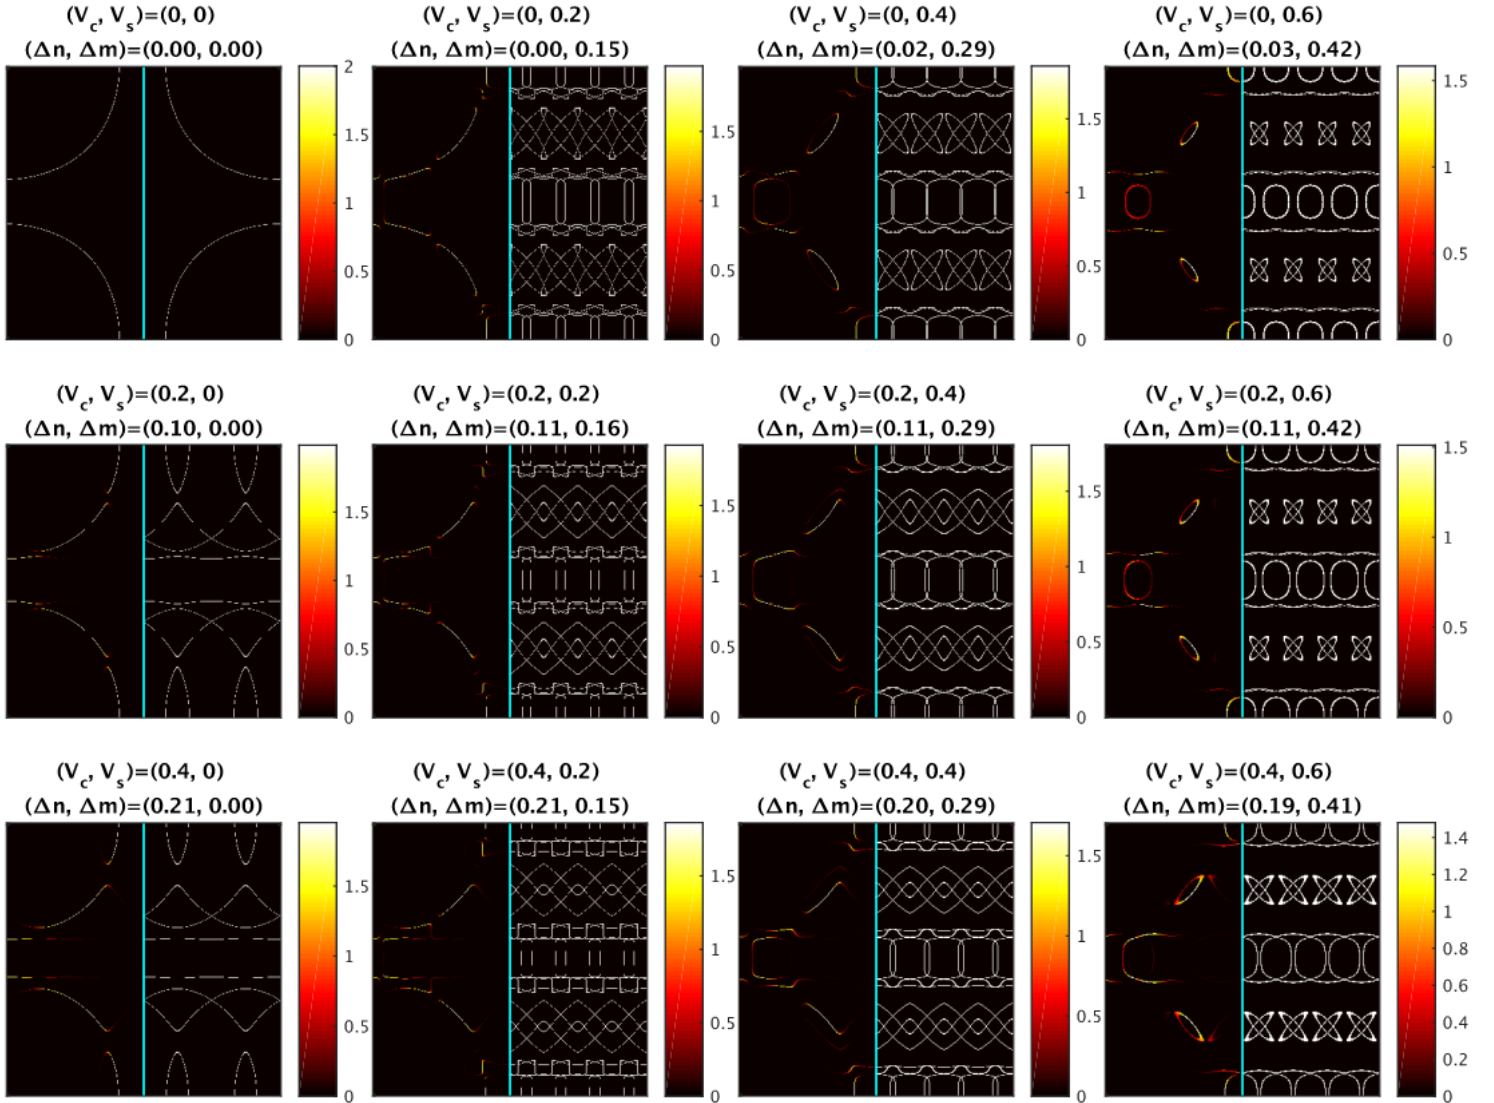 (V_c, V_s)=(0, 0)
(Δn, Δm)=(0.00, 0.00)
2
1.5
1
0.5
0
(V_c, V_s)=(0, 0.2)
(Δn, Δm)=(0.00, 0.15)
1.5
1
0.5
0
(V_c, V_s)=(0, 0.4)
(Δn, Δm)=(0.02, 0.29)
1.5
1
0.5
0
(V_c, V_s)=(0, 0.6)
(Δn, Δm)=(0.03, 0.42)
1.5
1
0.5
0
(V_c, V_s)=(0.2, 0)
(Δn, Δm)=(0.10, 0.00)
1.5
1
0.5
0
(V_c, V_s)=(0.2, 0.2)
(Δn, Δm)=(0.11, 0.16)
1.5
1
0.5
0
(V_c, V_s)=(0.2, 0.4)
(Δn, Δm)=(0.11, 0.29)
1.5
1
0.5
0
(V_c, V_s)=(0.2, 0.6)
(Δn, Δm)=(0.11, 0.42)
1.5
1
0.5
0
(V_c, V_s)=(0.4, 0)
(Δn, Δm)=(0.21, 0.00)
1.5
1
0.5
0
(V_c, V_s)=(0.4, 0.2)
(Δn, Δm)=(0.21, 0.15)
1.5
1
0.5
0
(V_c, V_s)=(0.4, 0.4)
(Δn, Δm)=(0.20, 0.29)
1.5
1
0.5
0
(V_c, V_s)=(0.4, 0.6)
(Δn, Δm)=(0.19, 0.41)
1.4
1.2
1
0.8
0.6
0.4
0.2
0